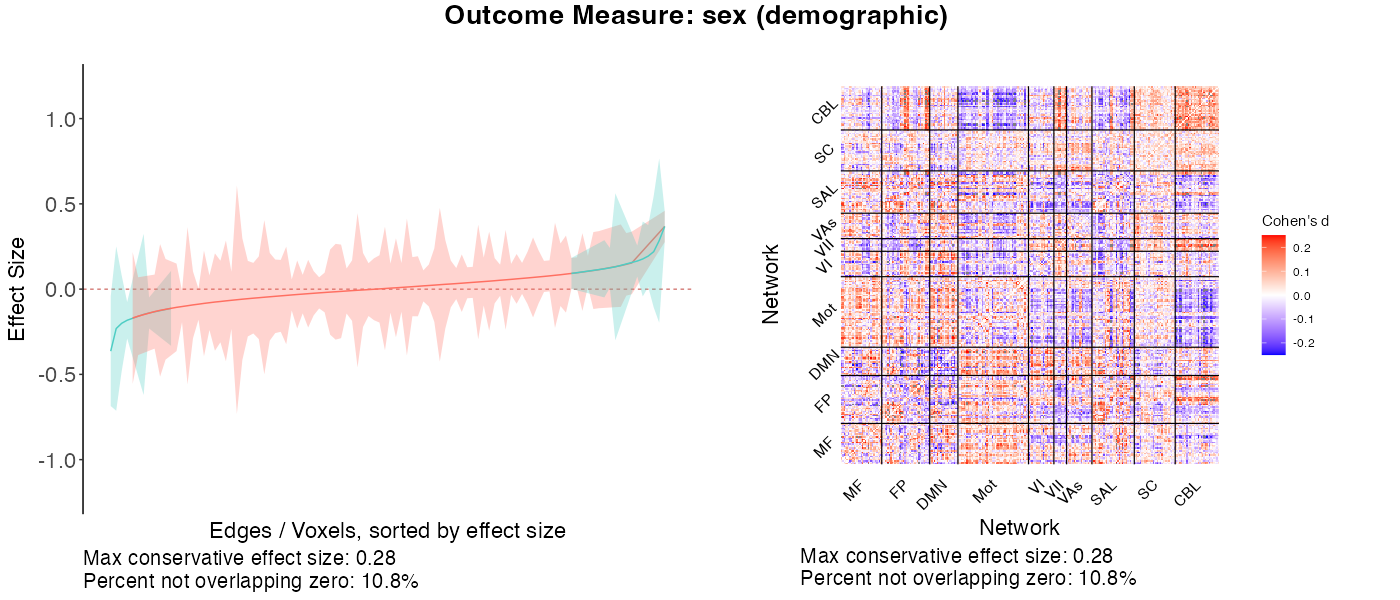 Outcome Measure: sex (demographic)
Effect Size
1.0
0.5
0.0
-0.5
-1.0
Edges / Voxels, sorted by effect size
Max conservative effect size: 0.28
Percent not overlapping zero: 10.8%
Network
CBL
SC
SAL
VAs
VII
VI
Mot
DMN
FP
MF
MF
FP
DMN
Mot
VI
VII
VAs
SAL
SC
CBL
Network
Max conservative effect size: 0.28
Percent not overlapping zero: 10.8%
Cohen's d
0.2
0.1
0.0
-0.1
-0.2